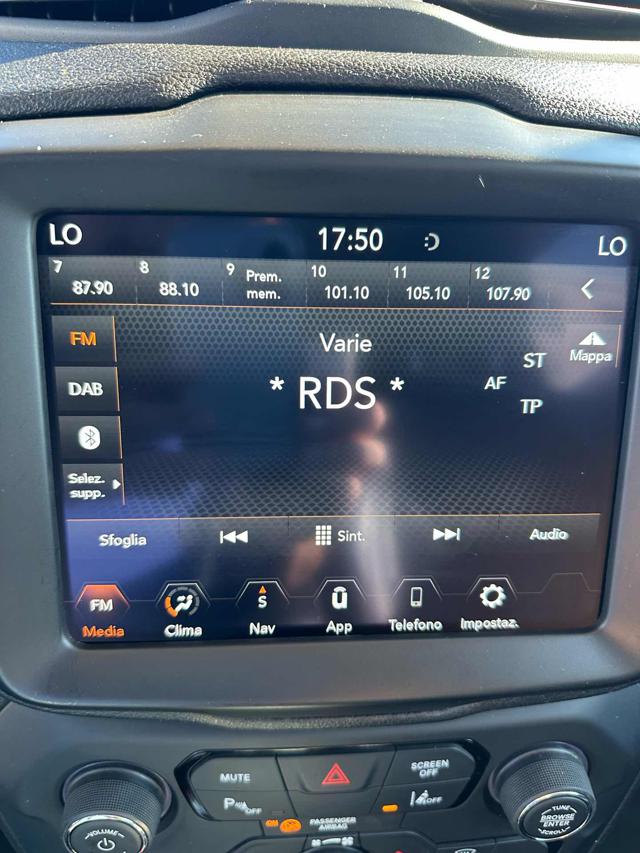 LO 17:50 LO
7 8 9 Prem. mem. 10 11 12
87.90 88.10 101.10 105.10 107.90
FM Varie Mappa
ST
DAB * RDS * AF
TP
Selez. supp.
Sfoglia Sint. Audio
FM S ū
Media Clima Nav App Telefono Impostaz.
MUTE SCREEN OFF
P OFF OFF
PASSENGER AIRBAG
VOLUME
TUNE
BROWSE ENTER
SCROLL